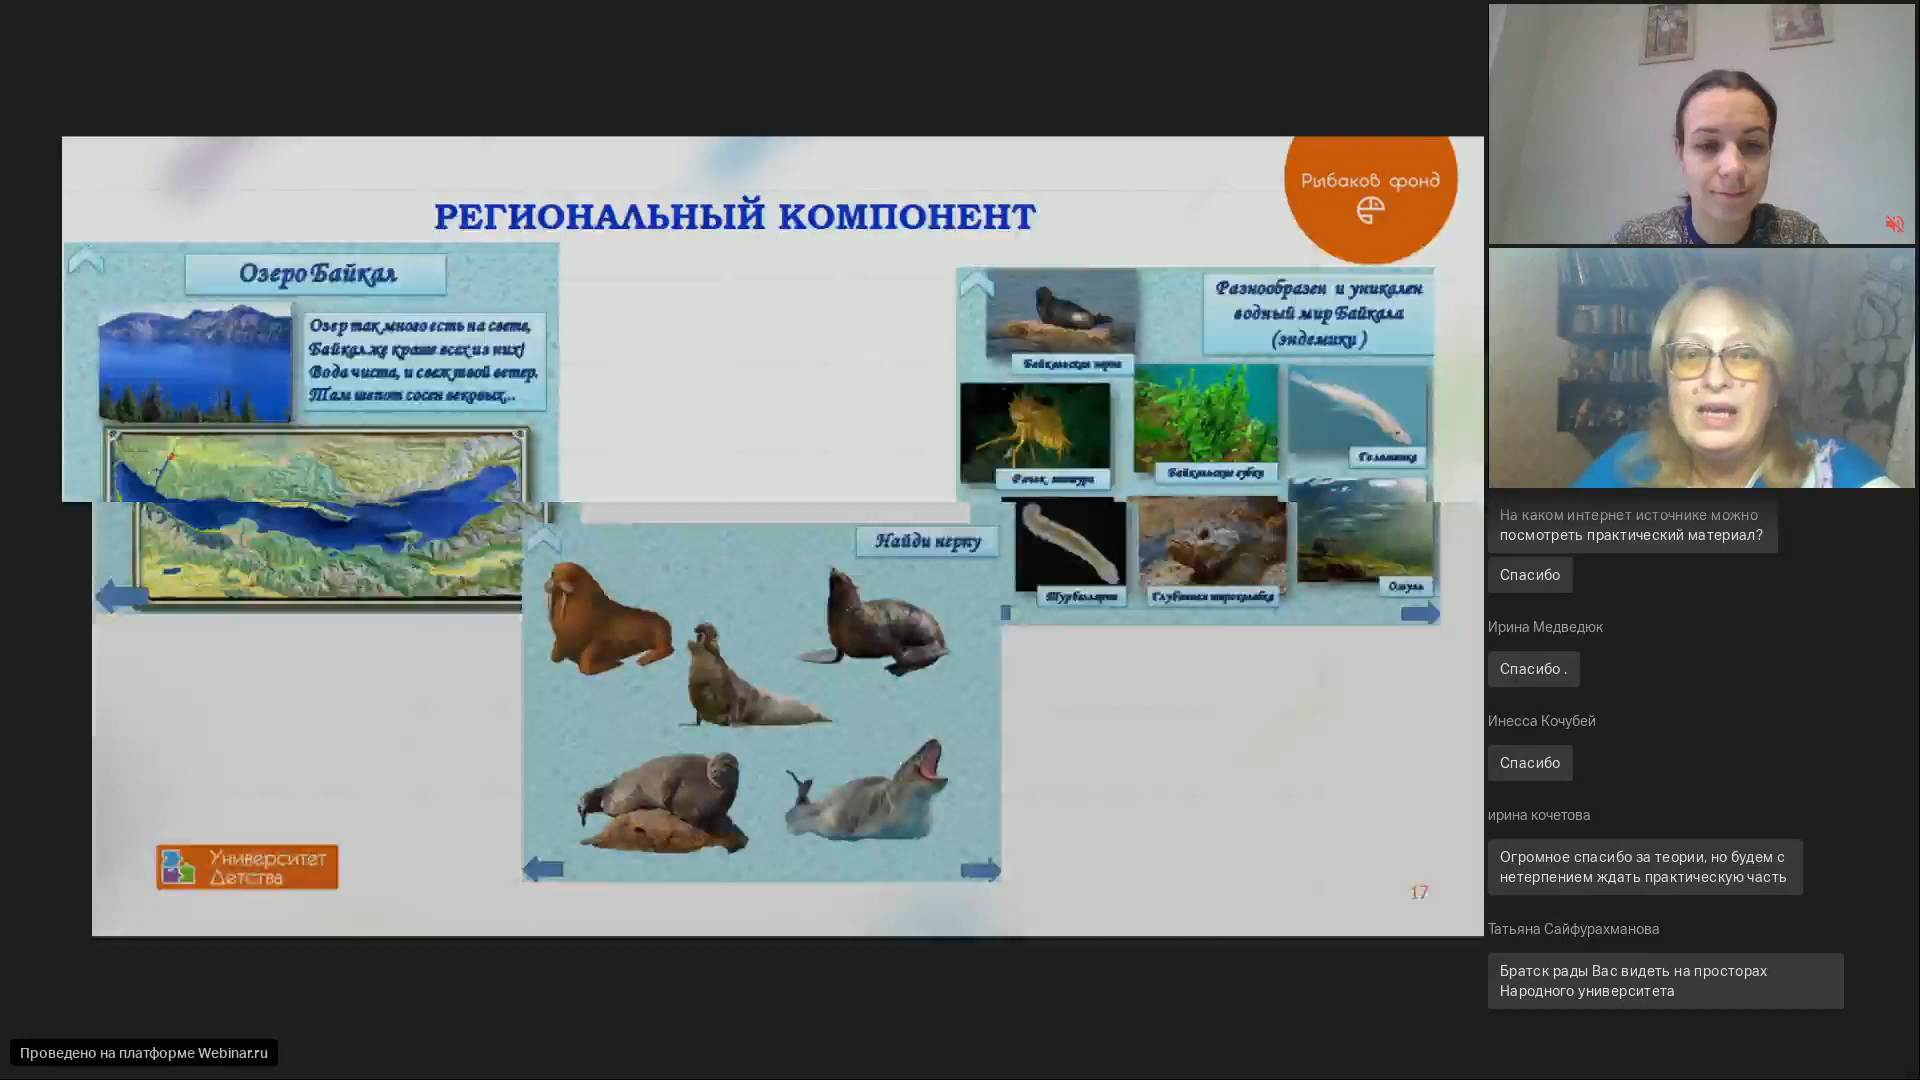 РЕГИОНАЛЬНЫЙ КОМПОНЕНТ
Рыбаков фонд
Озеро Байкал
Озер так много есть на свете,
Байкал же краше всех из них!
Вода чиста, и свеж твой ветер.
Там шепот сосен вековых...
Разнообразен и уникален
водный мир Байкала
(эндемики )
Байкальская нерпа
Байкальские губки
Голомянка
Турбеллярии
Глубинная широколобка
Омуль
Найди нерпу
Университет
Детства
17
На каком интернет источнике можно
посмотреть практический материал?
Спасибо
Ирина Медведюк
Спасибо .
Инесса Кочубей
Спасибо
ирина кочетова
Огромное спасибо за теории, но будем с
нетерпением ждать практическую часть
Татьяна Сайфурахманова
Братск рады Вас видеть на просторах
Народного университета
Проведено на платформе Webinar.ru